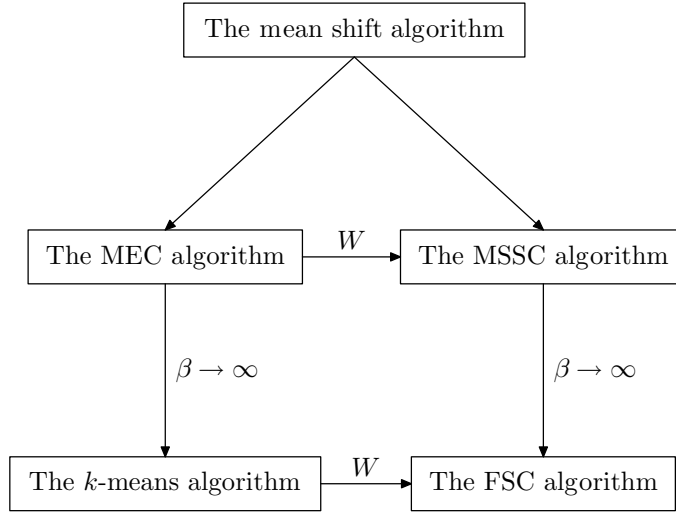 The mean shift algorithm
The MEC algorithm
W
The MSSC algorithm
β → ∞
β → ∞
The k-means algorithm
W
The FSC algorithm